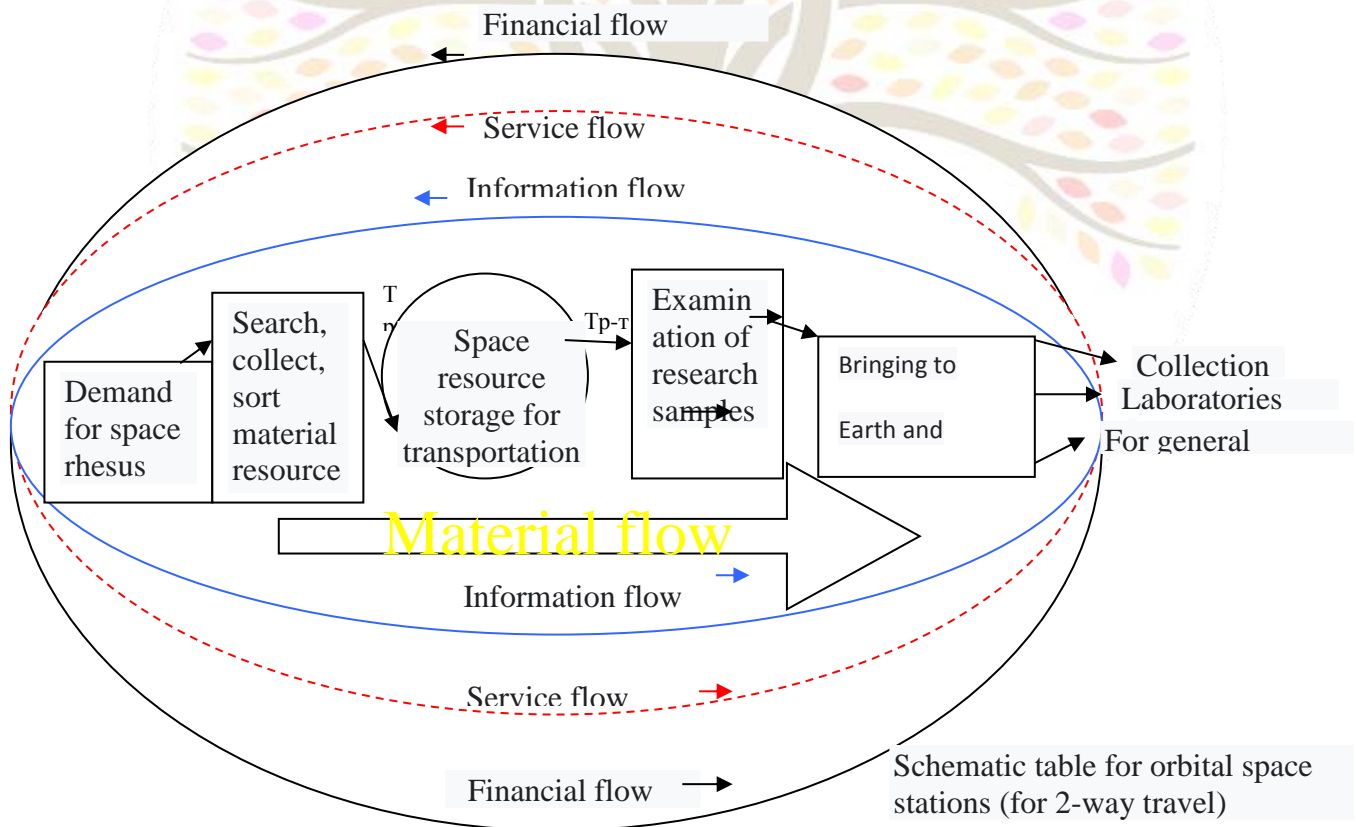 Financial flow
Service flow
Information flow
Demand
for space
rhesus
Search,
collect,
sort
material
resource
T
Space
resource
storage for
transportation
Tp-т
Examin
ation of
research
samples
Bringing to
Earth and
Collection
Laboratories
For general
Material flow
Information flow
Service flow
Financial flow
Schematic table for orbital space
stations (for 2-way travel)